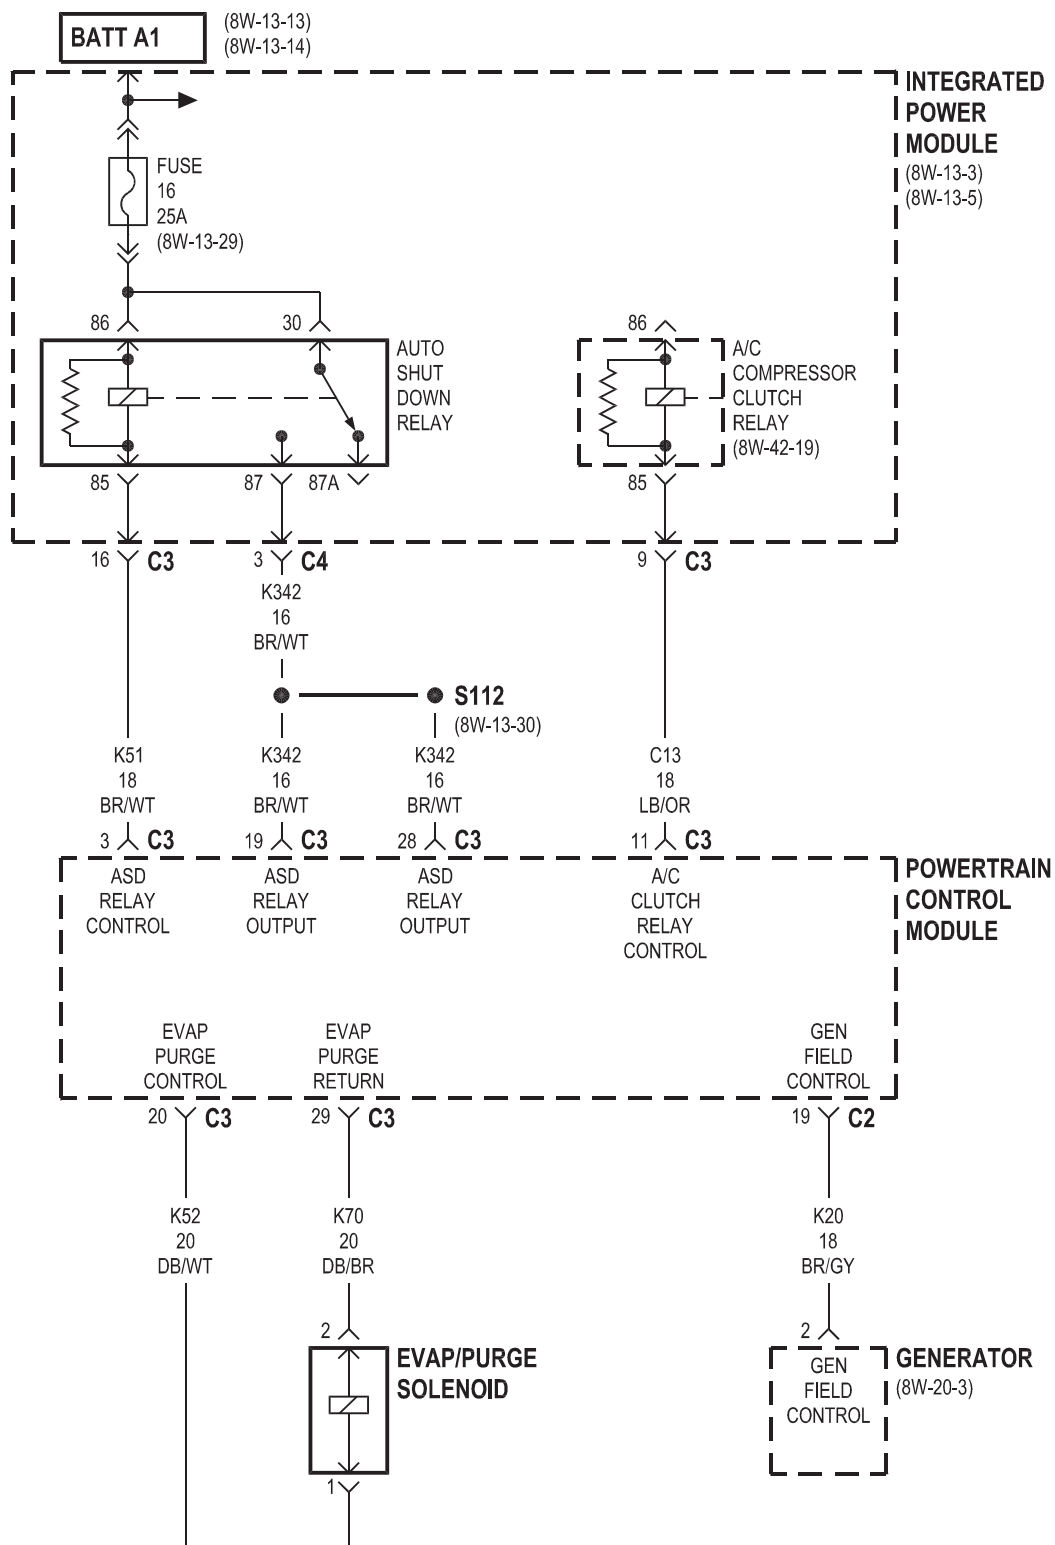 BATT A1
(8W-13-13)
(8W-13-14)
INTEGRATED
POWER
MODULE
(8W-13-3)
(8W-13-5)
FUSE
16
25A
(8W-13-29)
86
30
86
AUTO
SHUT
DOWN
RELAY
A/C
COMPRESSOR
CLUTCH
RELAY
(8W-42-19)
85
87
87A
85
16 C3
3 C4
9 C3
K342
16
BR/WT
S112
(8W-13-30)
K51
18
BR/WT
K342
16
BR/WT
K342
16
BR/WT
C13
18
LB/OR
3 C3
19 C3
28 C3
11 C3
POWERTRAIN
CONTROL
MODULE
ASD
RELAY
CONTROL
ASD
RELAY
OUTPUT
ASD
RELAY
OUTPUT
A/C
CLUTCH
RELAY
CONTROL
EVAP
PURGE
CONTROL
EVAP
PURGE
RETURN
GEN
FIELD
CONTROL
20 C3
29 C3
19 C2
K52
20
DB/WT
K70
20
DB/BR
K20
18
BR/GY
2
2
EVAP/PURGE
SOLENOID
GEN
FIELD
CONTROL
GENERATOR
(8W-20-3)
1